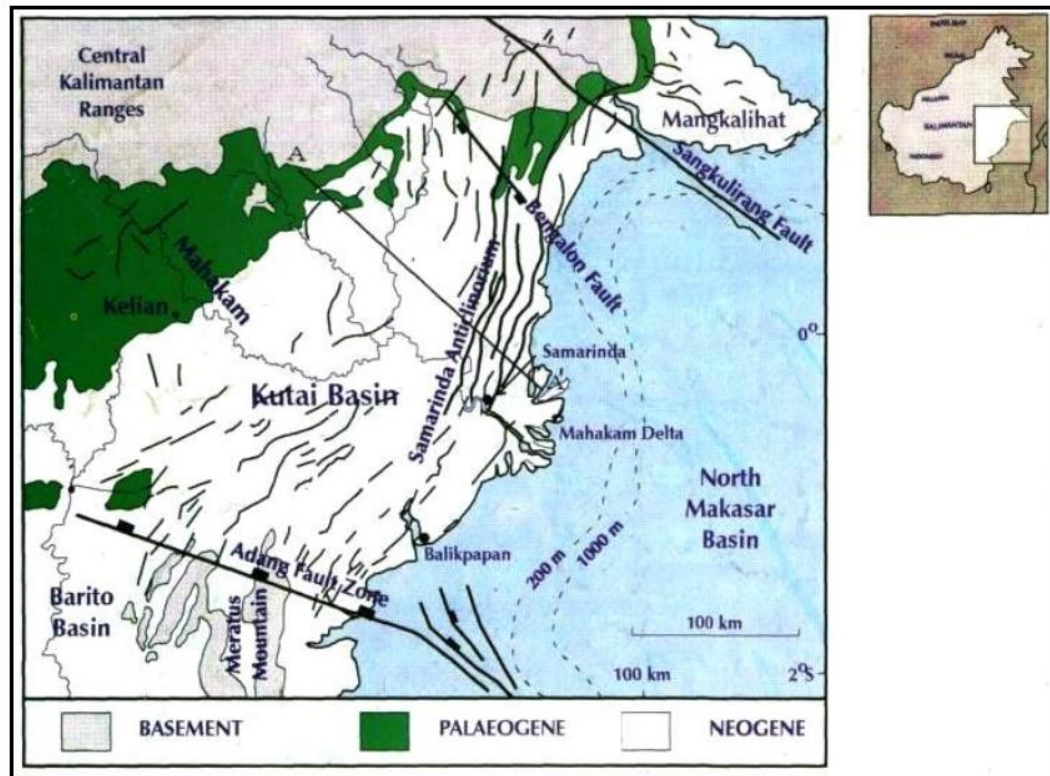 Central
Kalimantan
Ranges
A
Mangkalihat
Sangkulirang Fault
Bengalon Fault
Mahakam
Kelian
Samarinda Anticlinorium
Kutai Basin
0°
Samarinda
A
Mahakam Delta
North
Makasar
Basin
Balikpapan
200 m
1000 m
Adang Fault Zone
Barito
Basin
Meratus
Mountain
100 km
100 km
2°S
BASEMENT
PALAEOGENE
NEOGENE
KALIMANTAN